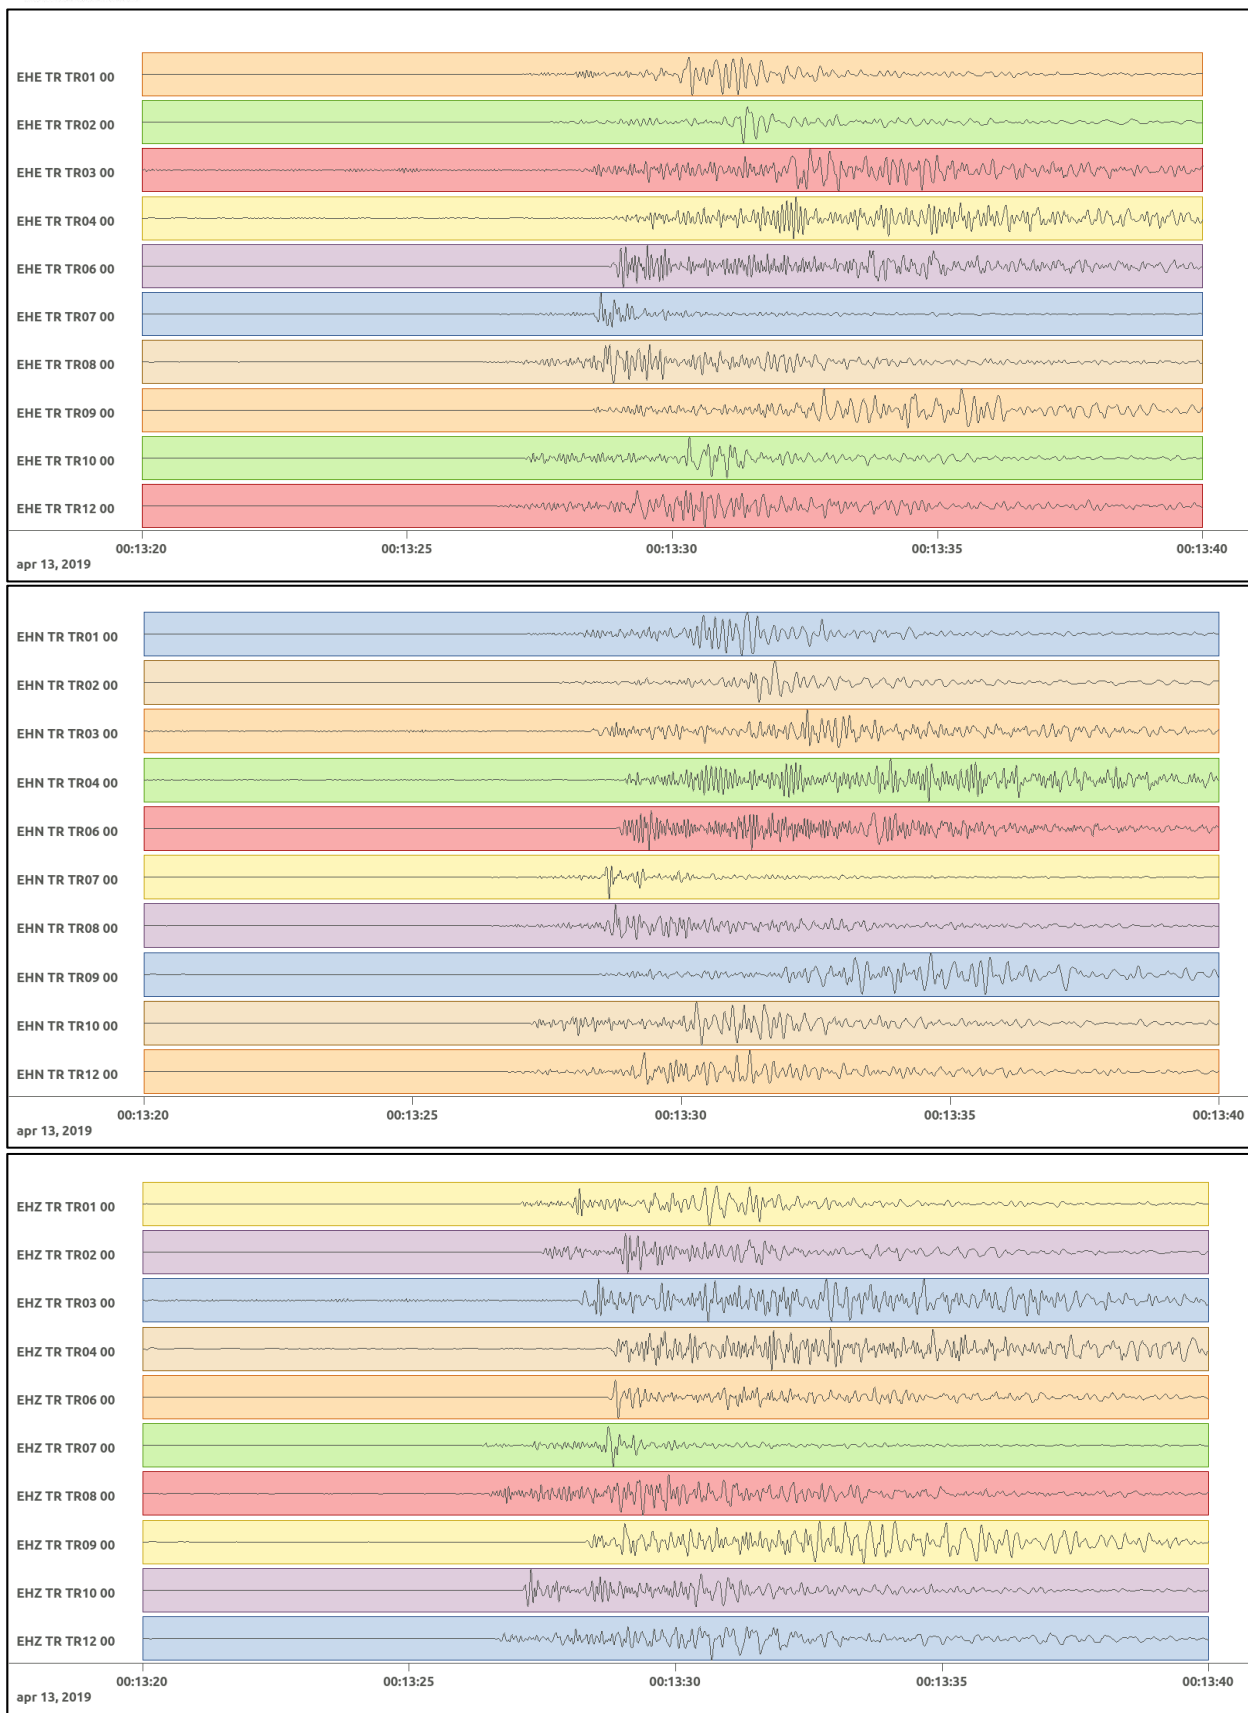 EHE TR TR01 00
EHE TR TR02 00
EHE TR TR03 00
EHE TR TR04 00
EHE TR TR06 00
EHE TR TR07 00
EHE TR TR08 00
EHE TR TR09 00
EHE TR TR10 00
EHE TR TR12 00
00:13:20 00:13:25 00:13:30 00:13:35 00:13:40
apr 13, 2019
EHN TR TR01 00
EHN TR TR02 00
EHN TR TR03 00
EHN TR TR04 00
EHN TR TR06 00
EHN TR TR07 00
EHN TR TR08 00
EHN TR TR09 00
EHN TR TR10 00
EHN TR TR12 00
00:13:20 00:13:25 00:13:30 00:13:35 00:13:40
apr 13, 2019
EHZ TR TR01 00
EHZ TR TR02 00
EHZ TR TR03 00
EHZ TR TR04 00
EHZ TR TR06 00
EHZ TR TR07 00
EHZ TR TR08 00
EHZ TR TR09 00
EHZ TR TR10 00
EHZ TR TR12 00
00:13:20 00:13:25 00:13:30 00:13:35 00:13:40
apr 13, 2019